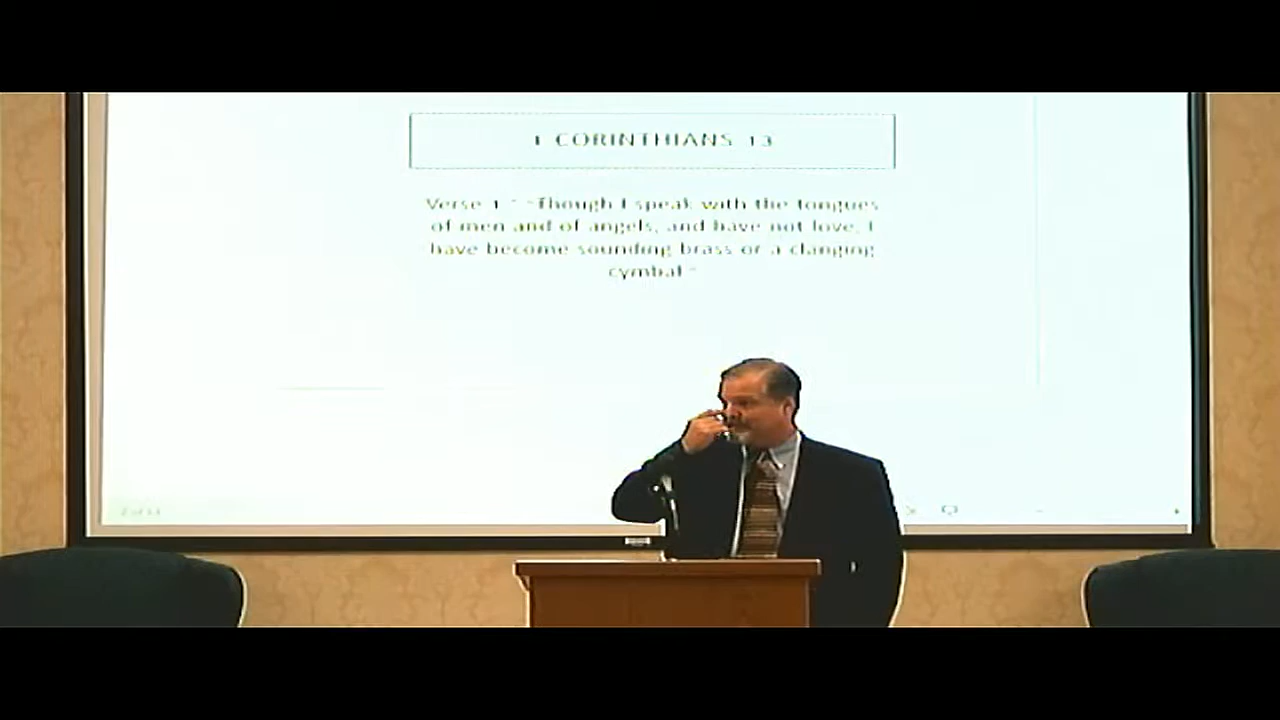 1 CORINTHIANS 13
Verse 1 - "Though I speak with the tongues
of men and of angels, and have not love, I
have become sounding brass or a clanging
cymbal"